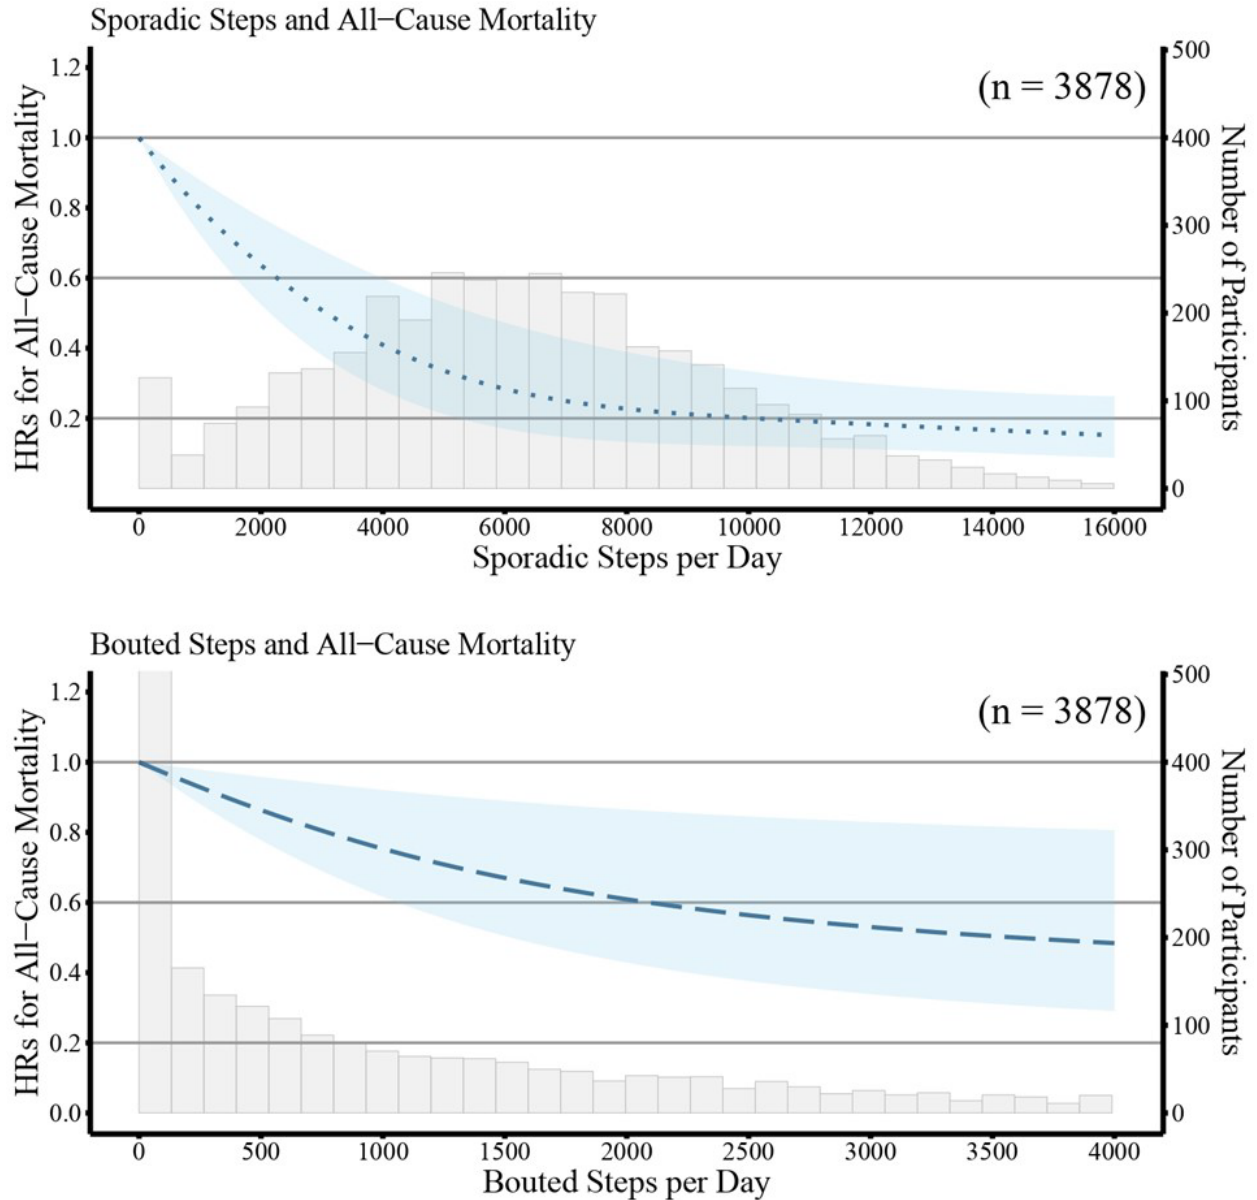 Sporadic Steps and All−Cause Mortality
(n = 3878)
HRs for All−Cause Mortality
1.2
1.0
0.8
0.6
0.4
0.2
500
400
300
200
100
0
Number of Participants
0 2000 4000 6000 8000 10000 12000 14000 16000
Sporadic Steps per Day
Bouted Steps and All−Cause Mortality
(n = 3878)
HRs for All−Cause Mortality
1.2
1.0
0.8
0.6
0.4
0.2
0.0
500
400
300
200
100
0
Number of Participants
0 500 1000 1500 2000 2500 3000 3500 4000
Bouted Steps per Day